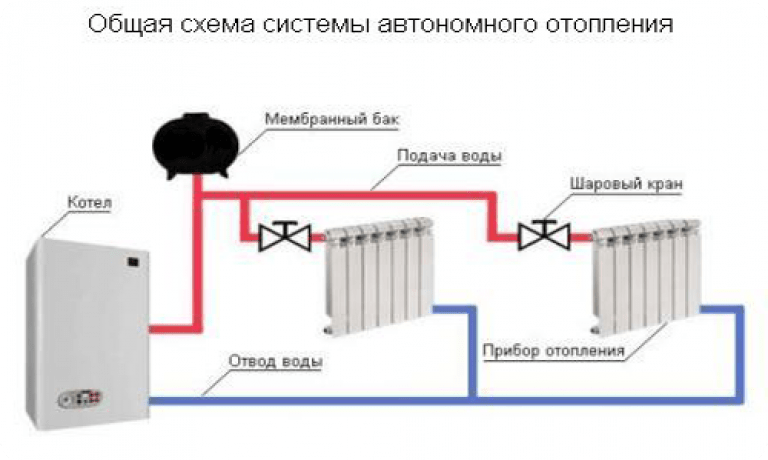 Общая схема системы автономного отопления
Мембранный бак
Подача воды
Шаровый кран
Котел
Прибор отопления
Отвод воды